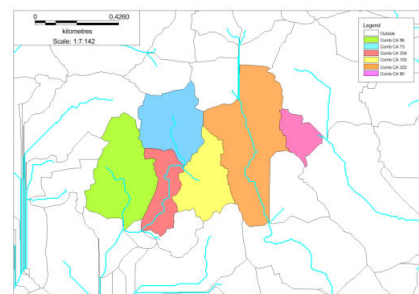 0 0.4260
kilometres
Scale: 1:7.142
Legend
Outside
Comb CA 86
Comb CA 73
Comb CA 334
Comb CA 103
Comb CA 322
Comb CA 80